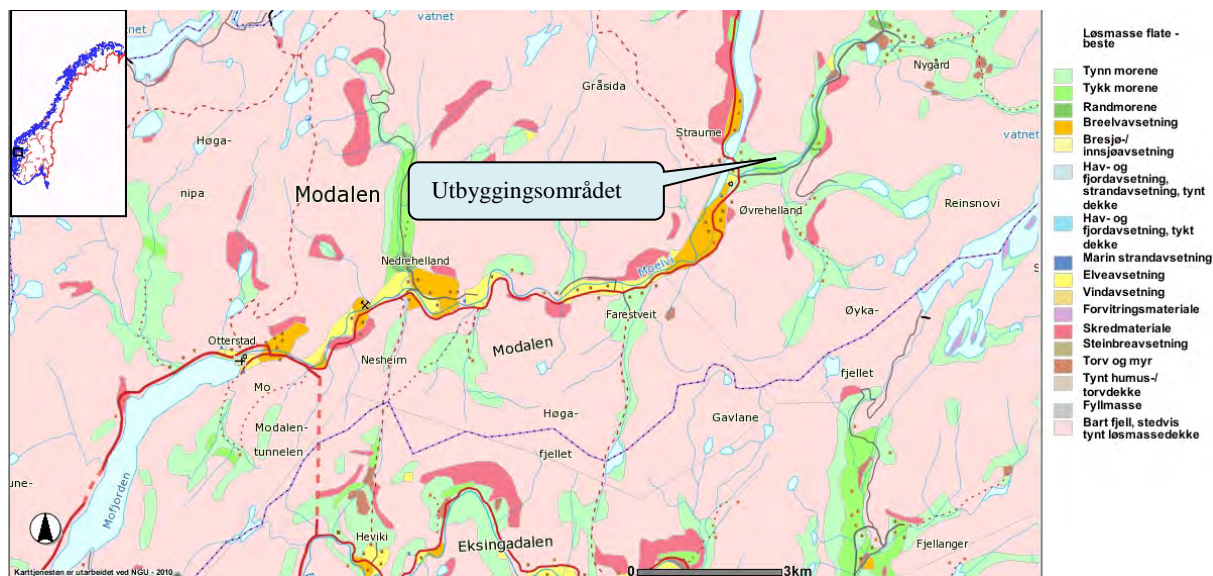 vatnet
vatnet
Nygård
Gråsida
Straume
Høga-
vatnet
Utbyggingsområdet
nipa
Modalen
Øvrehelland
Reinsnovi
Nedrehelland
Moelvi
Øyka-
Farestveit
Otterstad
Modalen
Nesheim
fjellet
Mo
Høga-
Gavlane
Modalen-
tunnelen
fjellet
une-
Mofjorden
Heviki
Eksingadalen
Fjellanger
Karttjenesten er utarbeidet ved NGU - 2010
0 3km
Løsmasse flate -
beste
Tynn morene
Tykk morene
Randmorene
Breelvavsetning
Bresjø-/
innsjøavsetning
Hav- og
fjordavsetning,
strandavsetning, tynt
dekke
Hav- og
fjordavsetning, tykt
dekke
Marin strandavsetning
Elveavsetning
Vindavsetning
Forvitringsmateriale
Skredmateriale
Steinbreavsetning
Torv og myr
Tynt humus-/
torvdekke
Fyllmasse
Bart fjell, stedvis
tynt løsmassedekke